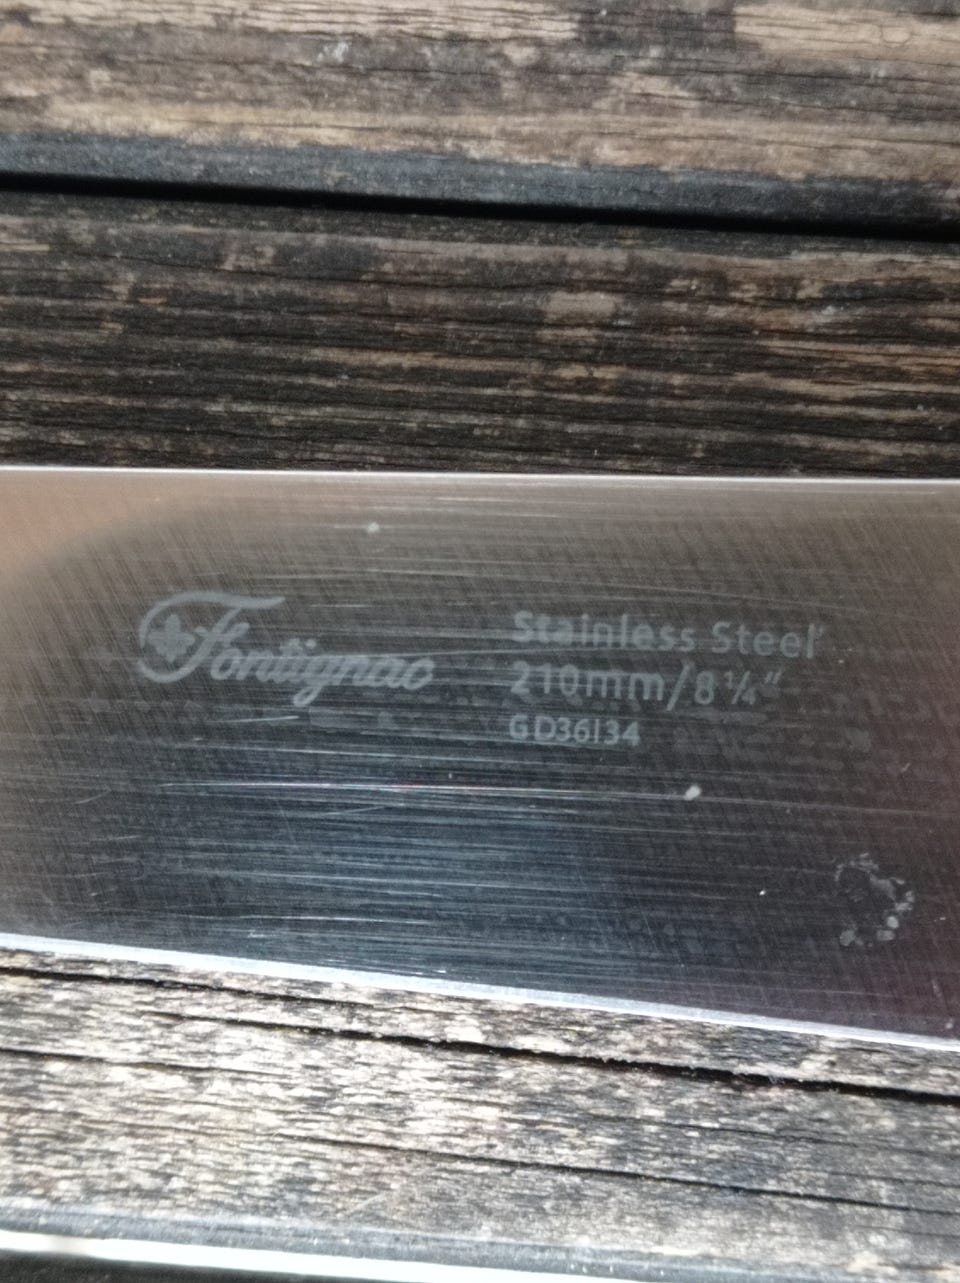 Fontignac
Stainless Steel
210mm/8 ¼"
GD36134